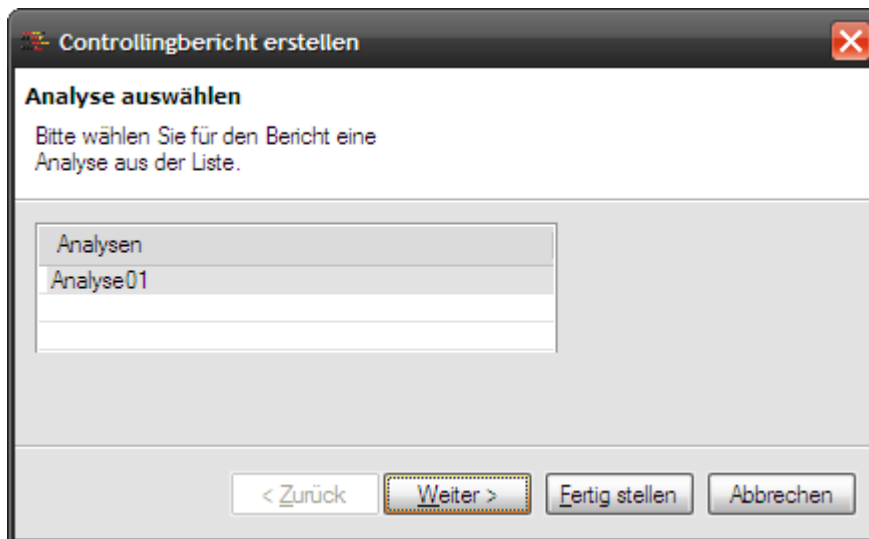 Controllingbericht erstellen
Analyse auswählen
Bitte wählen Sie für den Bericht eine
Analyse aus der Liste.
Analysen
Analyse01
< Zurück Weiter > Fertig stellen Abbrechen